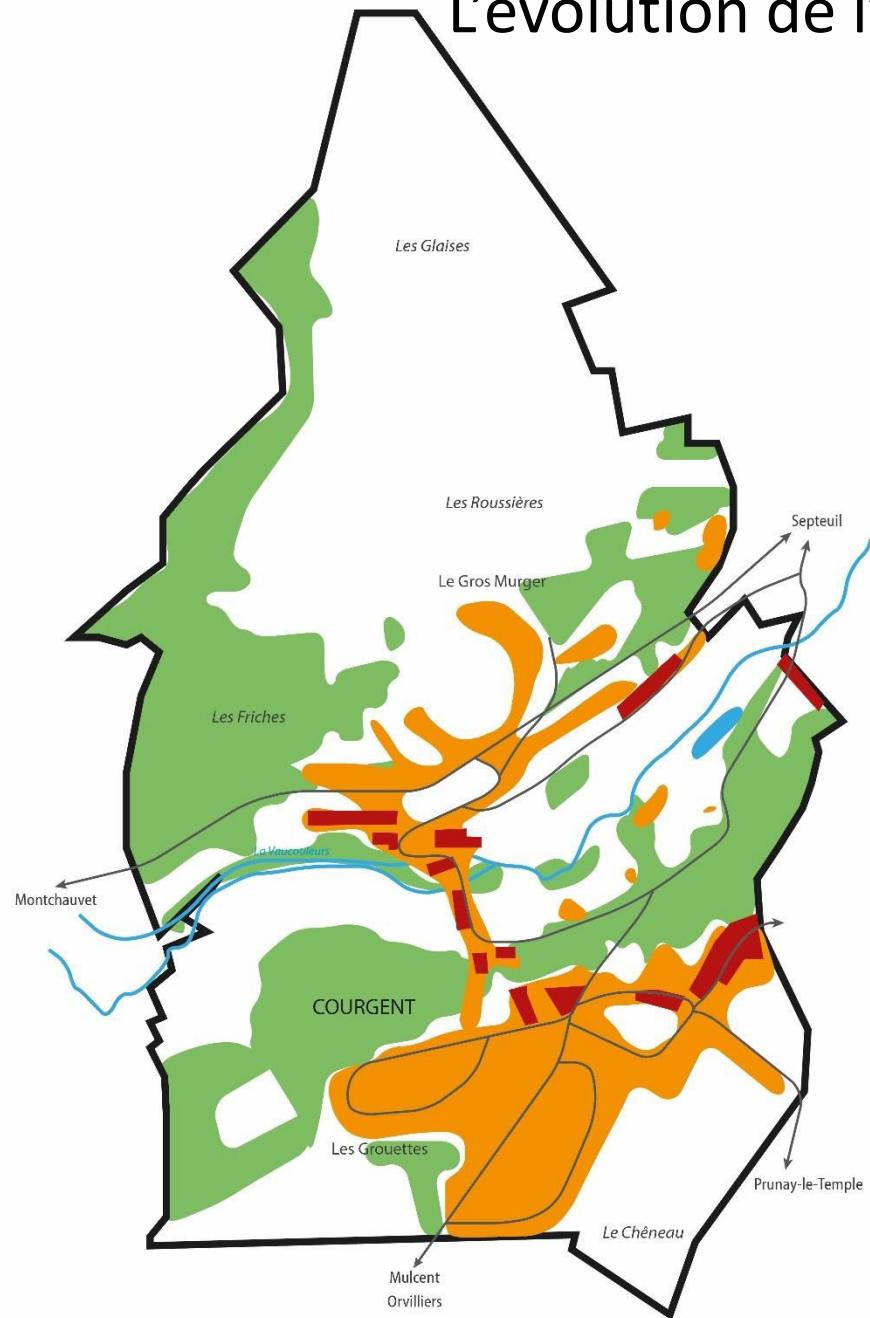 L'évolution de l'
Les Glaises
Les Roussières
Septeuil
Le Gros Murger
Les Friches
La Vaucouleurs
Montchauvet
COURGENT
Les Grouettes
Prunay-le-Temple
Le Chêneau
Mulcent
Orvilliers